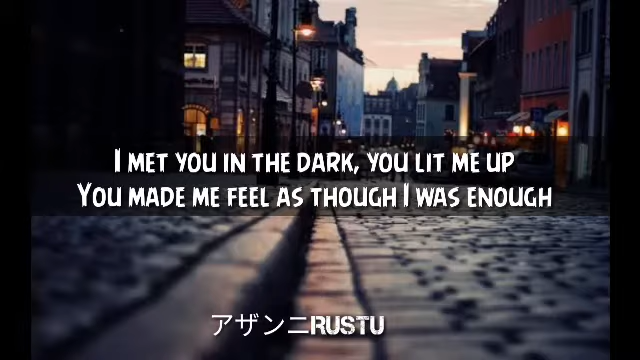 I met you in the dark, you lit me up
You made me feel as though I was enough
アザンニRUSTU